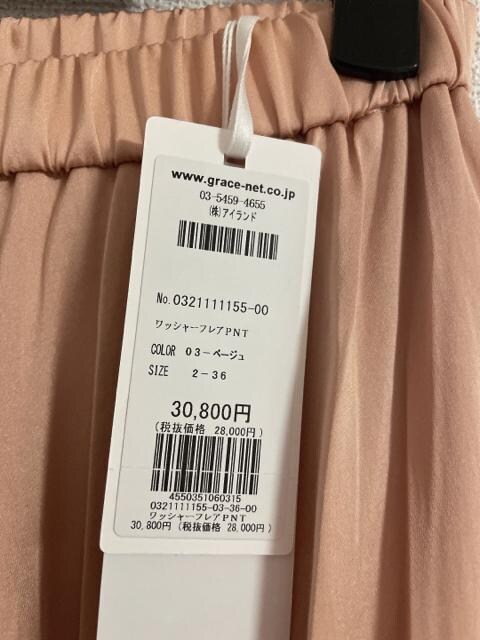 www.grace-net.co.jp
03-5459-4655
(株)アイランド
No.0321111155-00
ワッシャーフレアPNT
COLOR 03-ベージュ
SIZE 2-36
30,800円
(税抜価格 28,000円)
4550351060315
0321111155-03-36-00
ワッシャーフレアPNT
30,800円(税抜価格 28,000円)